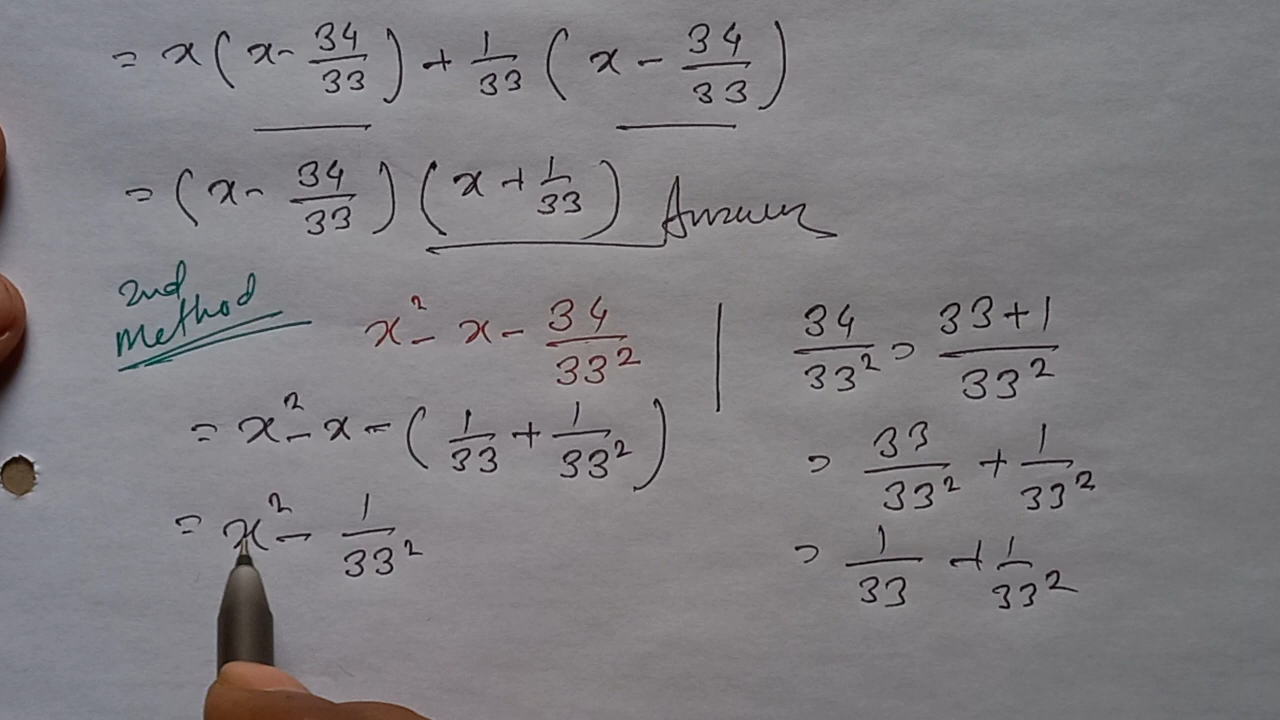 = x(x - 34/33) + 1/33 (x - 34/33)
= (x - 34/33)(x + 1/33) Answer
2nd
Method
x² - x - 34/33²
= x² - x - (1/33 + 1/33²)
= x² - 1/33²
34/33² = 33+1/33²
= 33/33² + 1/33²
= 1/33 + 1/33²